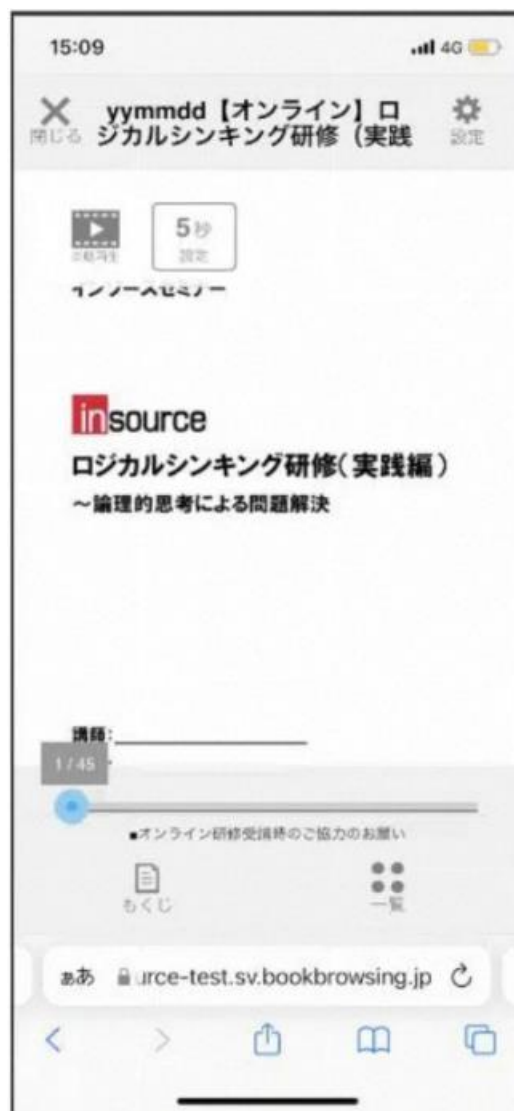 15:09
4G
yymmdd【オンライン】ロ
ジカルシンキング研修（実践
閉じる
設定
自動再生
5秒
設定
インソースセミナー
insource
ロジカルシンキング研修（実践編）
～論理的思考による問題解決
講師：
1 / 45
■オンライン研修受講時のご協力のお願い
もくじ
一覧
ぁあ
urce-test.sv.bookbrowsing.jp